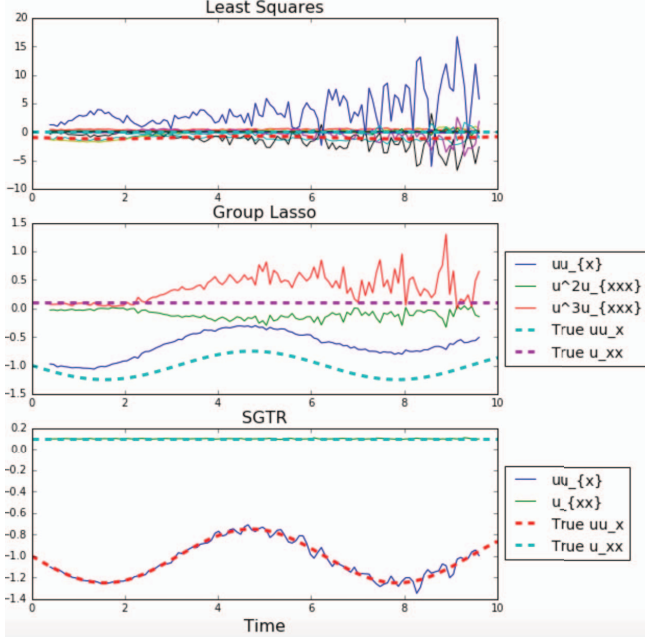 Least Squares
20
15
10
5
0
−5
−10
0 2 4 6 8 10
Group Lasso
1.5
1.0
0.5
0.0
−0.5
−1.0
−1.5
0 2 4 6 8 10
uu_{x}
u^2u_{xxx}
u^3u_{xxx}
True uu_x
True u_xx
SGTR
0.2
0.0
−0.2
−0.4
−0.6
−0.8
−1.0
−1.2
−1.4
0 2 4 6 8 10
Time
uu_{x}
u_{xx}
True uu_x
True u_xx